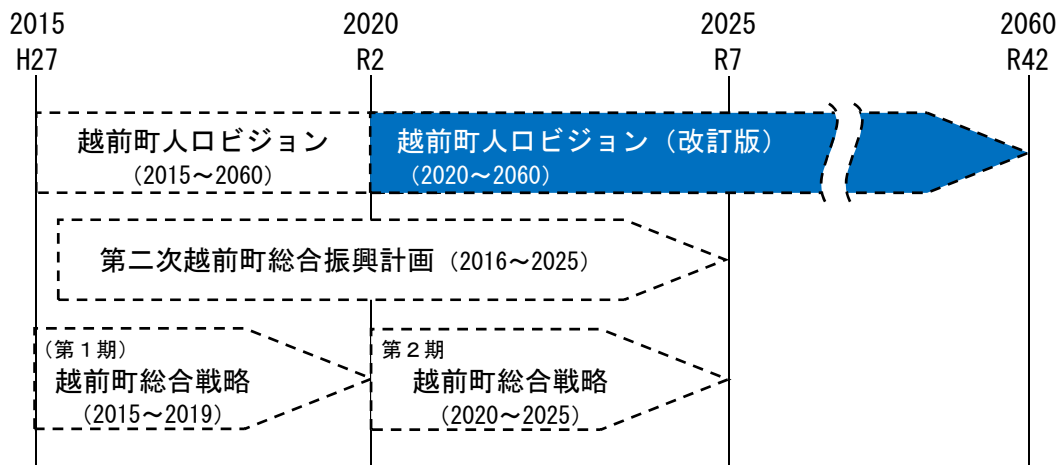 2015
H27
2020
R2
2025
R7
2060
R42
越前町人口ビジョン
(2015～2060)
越前町人口ビジョン（改訂版）
(2020～2060)
第二次越前町総合振興計画（2016～2025）
(第１期)
越前町総合戦略
(2015～2019)
第２期
越前町総合戦略
(2020～2025)